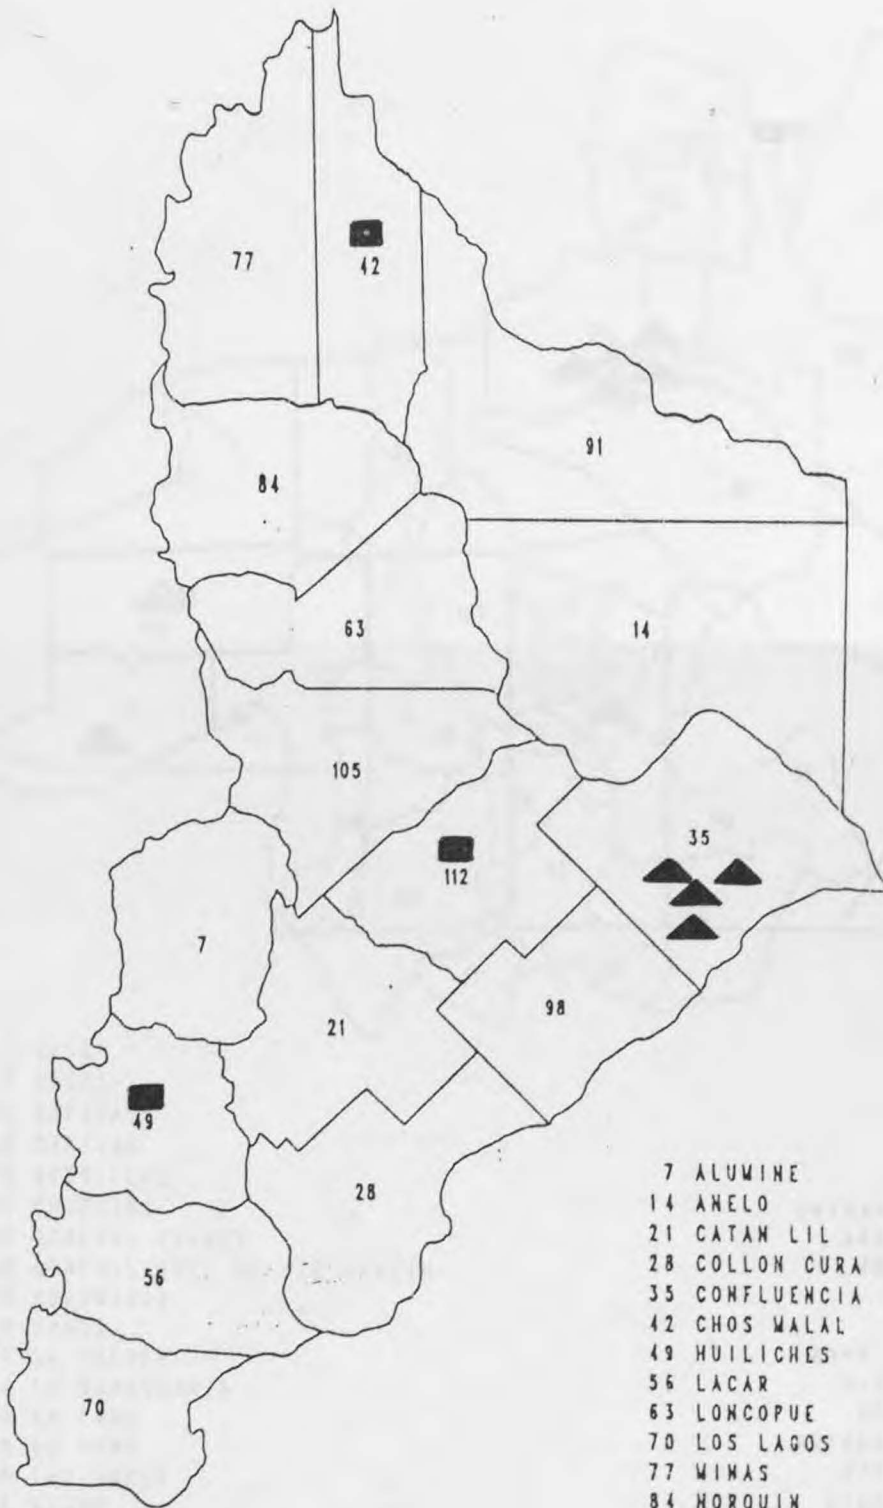 77
42
91
84
63
14
105
35
112
7
98
21
49
28
56
70
7 ALUMINE
14 ANELO
21 CATAN LIL
28 COLLON CURA
35 CONFLUENCIA
42 CHOS MALAL
49 HUILICHES
56 LACAR
63 LONCOPUE
70 LOS LAGOS
77 MINAS
84 NORQUIN